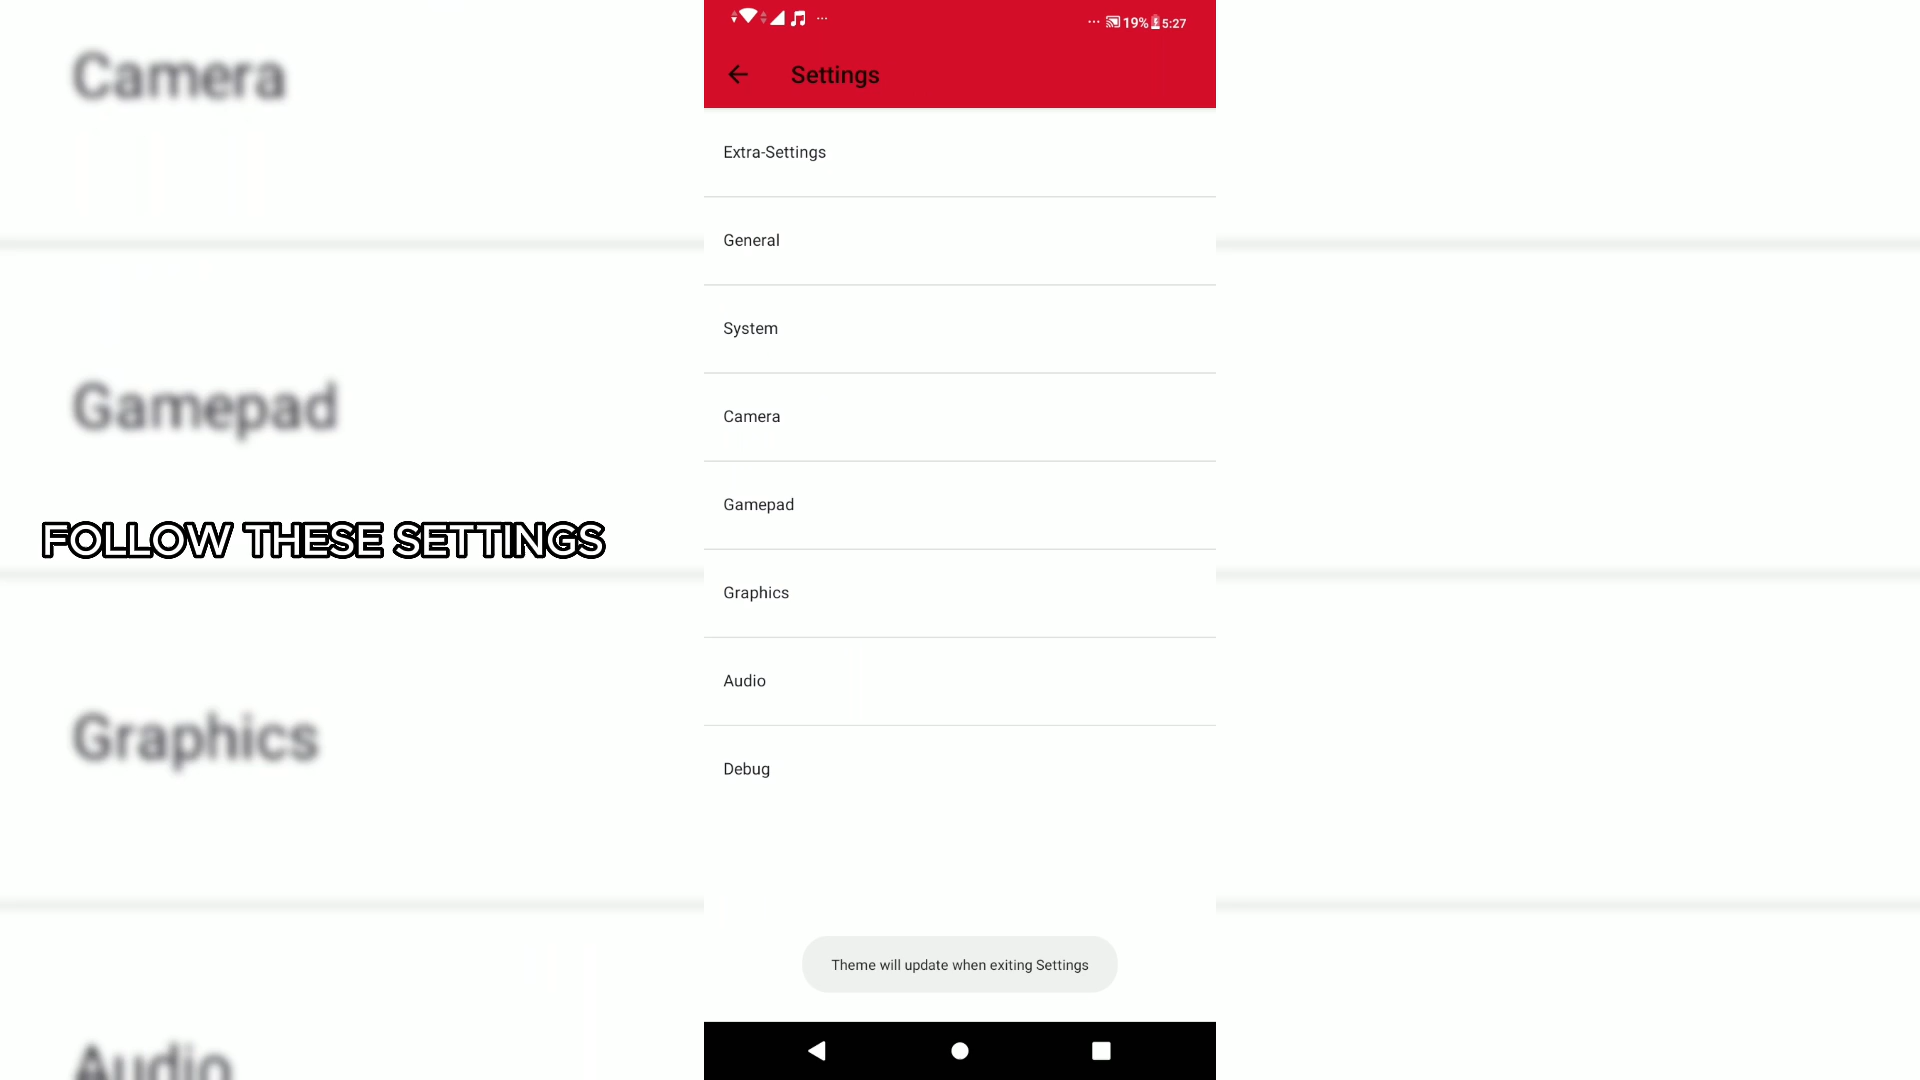 Camera
Gamepad
FOLLOW THESE SETTINGS
Graphics
Audio
19% 5:27
Settings
Extra-Settings
General
System
Camera
Gamepad
Graphics
Audio
Debug
Theme will update when exiting Settings